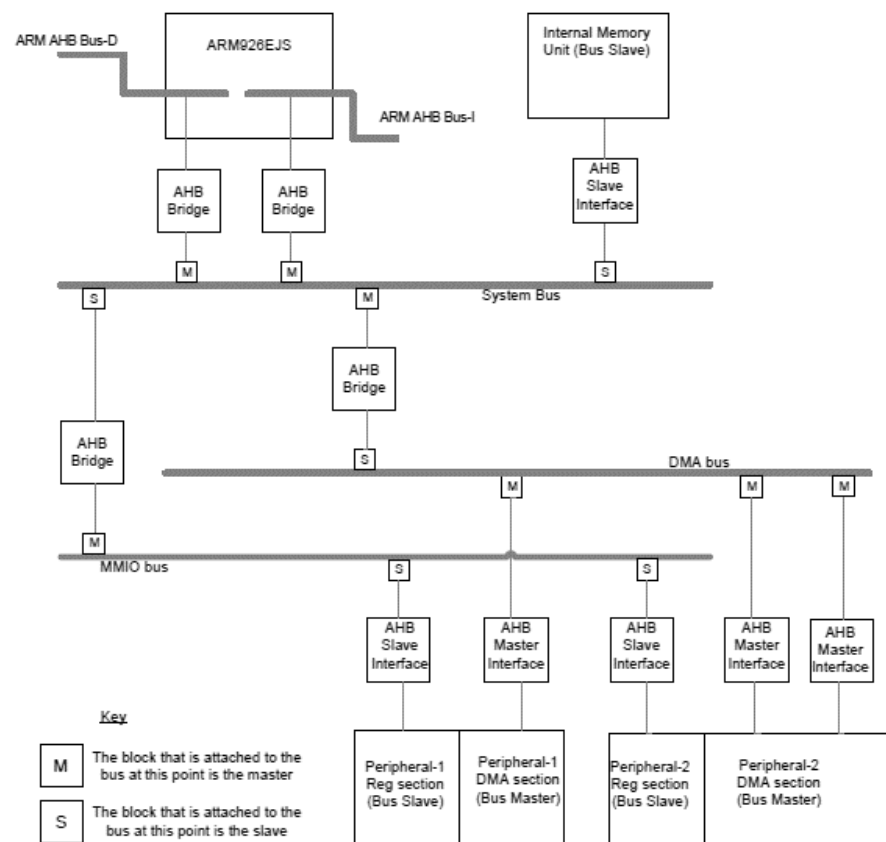 ARM AHB Bus-D
ARM926EJS
Internal Memory
Unit (Bus Slave)
ARM AHB Bus-I
AHB
Bridge
AHB
Bridge
AHB
Slave
Interface
M
M
S
System Bus
S
M
AHB
Bridge
AHB
Bridge
S
DMA bus
M
M
M
M
MMIO bus
S
S
AHB
Slave
Interface
AHB
Master
Interface
AHB
Slave
Interface
AHB
Master
Interface
AHB
Master
Interface
Key
M
The block that is attached to the
bus at this point is the master
S
The block that is attached to the
bus at this point is the slave
Peripheral-1
Reg section
(Bus Slave)
Peripheral-1
DMA section
(Bus Master)
Peripheral-2
Reg section
(Bus Slave)
Peripheral-2
DMA section
(Bus Master)